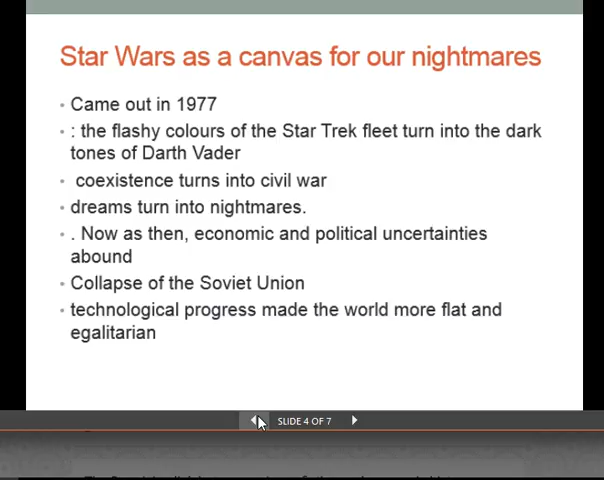 Star Wars as a canvas for our nightmares
• Came out in 1977
• : the flashy colours of the Star Trek fleet turn into the dark
tones of Darth Vader
• coexistence turns into civil war
• dreams turn into nightmares.
• . Now as then, economic and political uncertainties
abound
• Collapse of the Soviet Union
• technological progress made the world more flat and
egalitarian
SLIDE 4 OF 7